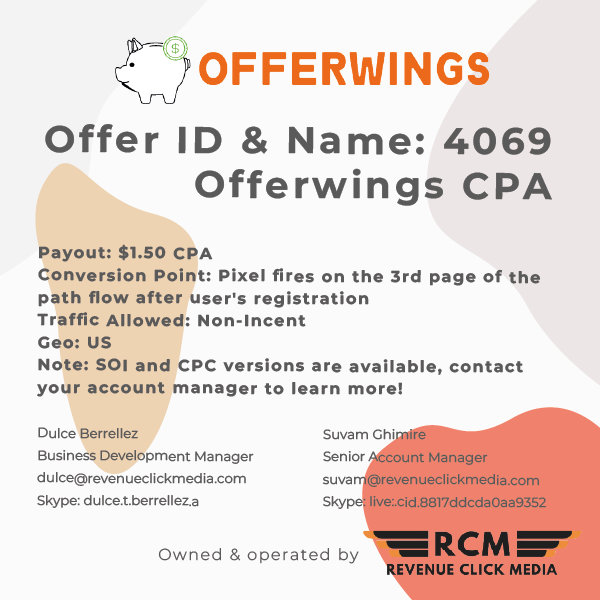 $
OFFERWINGS
Offer ID & Name: 4069
Offerwings CPA
Payout: $1.50 CPA
Conversion Point: Pixel fires on the 3rd page of the
path flow after user's registration
Traffic Allowed: Non-Incent
Geo: US
Note: SOI and CPC versions are available, contact
your account manager to learn more!
Dulce Berrellez
Business Development Manager
dulce@revenueclickmedia.com
Skype: dulce.t.berrellez.a
Suvam Ghimire
Senior Account Manager
suvam@revenueclickmedia.com
Skype: live:.cid.8817ddcda0aa9352
Owned & operated by
RCM
REVENUE CLICK MEDIA